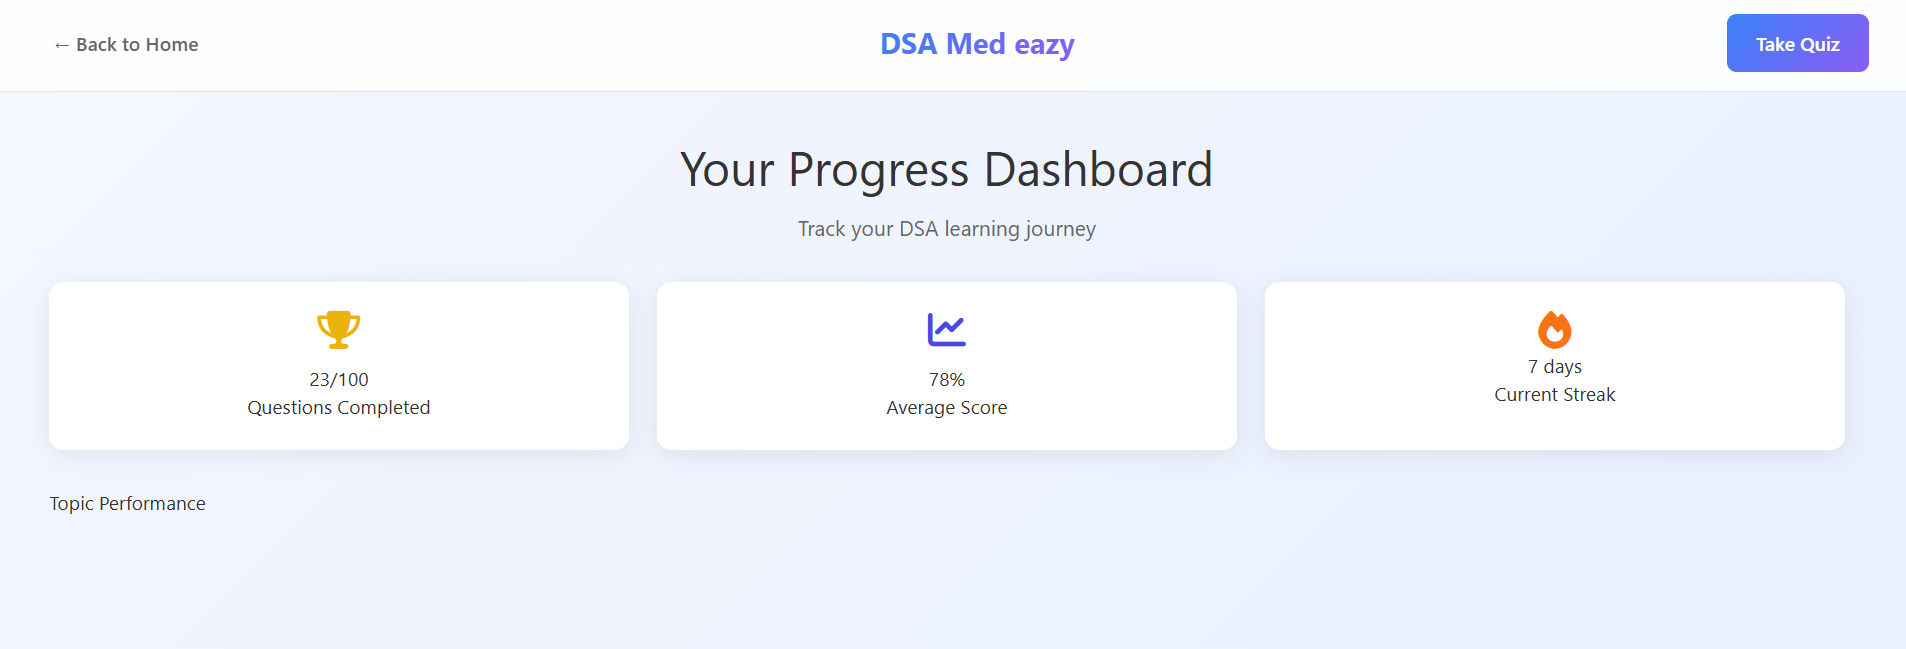 ← Back to Home
DSA Med eazy
Take Quiz
Your Progress Dashboard
Track your DSA learning journey
23/100
Questions Completed
78%
Average Score
7 days
Current Streak
Topic Performance